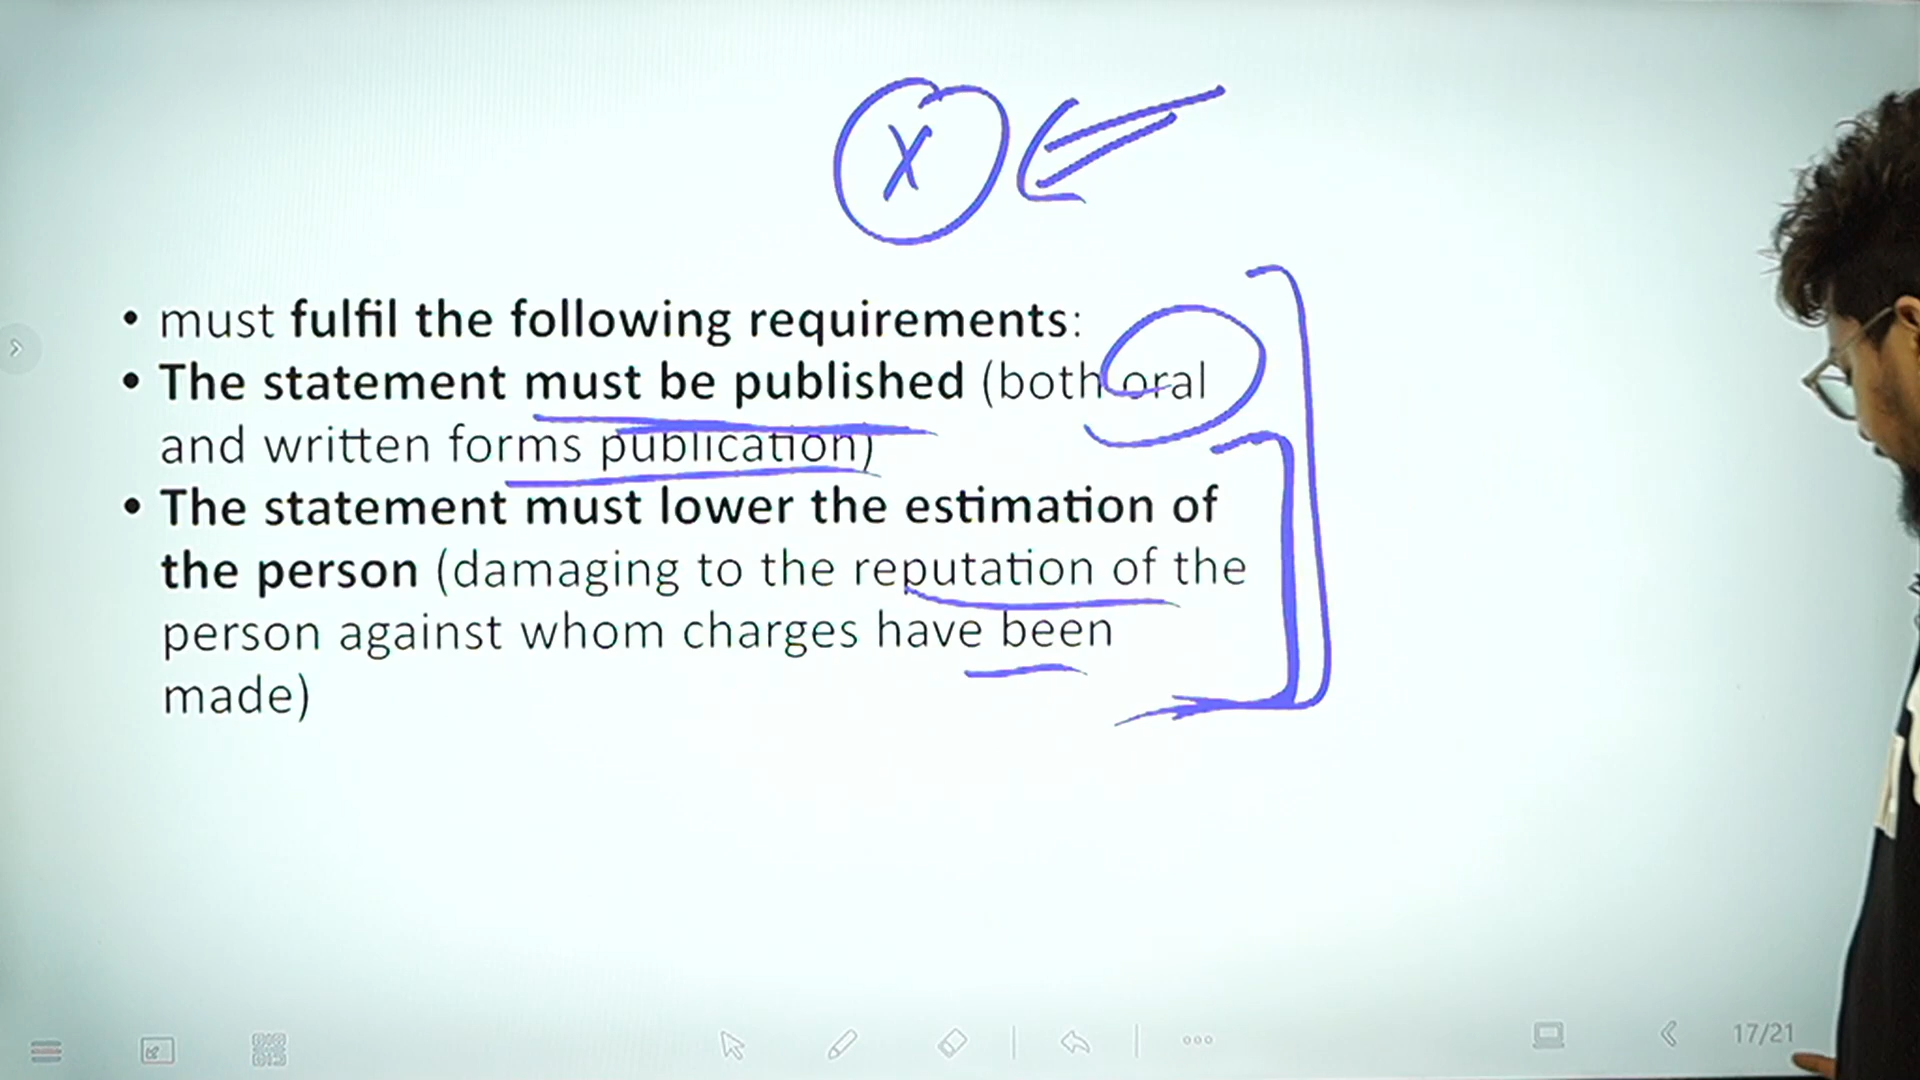 X
• must fulfil the following requirements:
• The statement must be published (both oral
and written forms publication)
• The statement must lower the estimation of
the person (damaging to the reputation of the
person against whom charges have been
made)
17/21